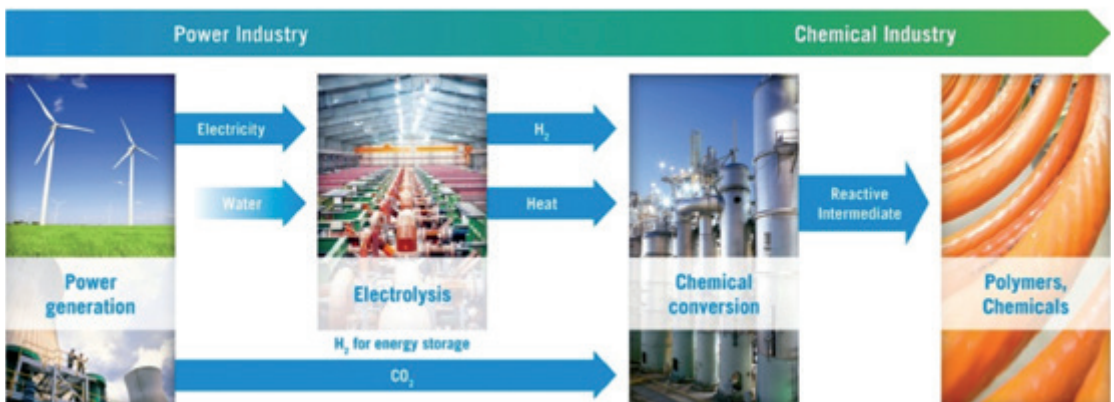 Power Industry
Chemical Industry
Electricity
Water
H₂
Heat
Reactive
Intermediate
Power
generation
Electrolysis
Chemical
conversion
Polymers,
Chemicals
H₂ for energy storage
CO₂